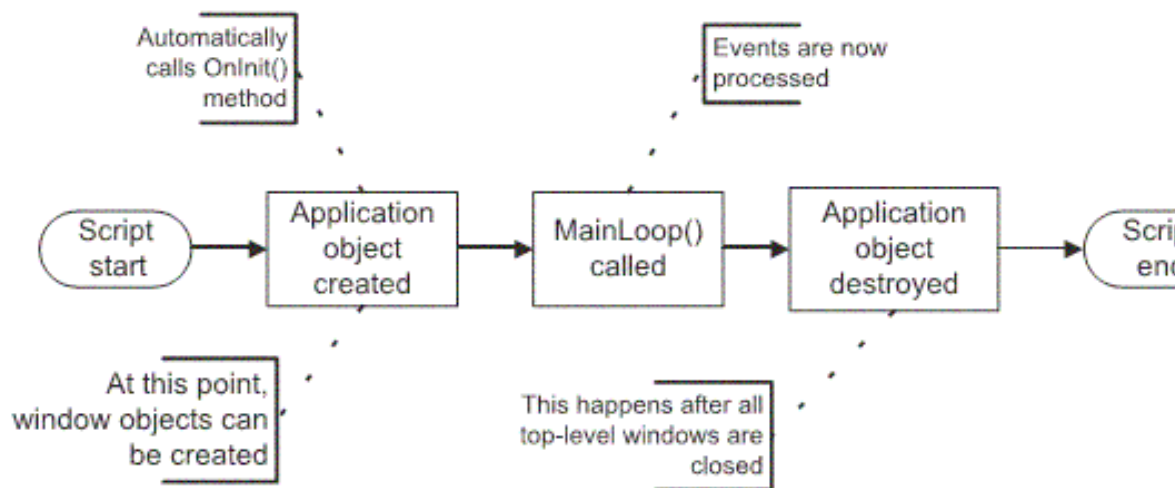 Automatically
calls OnInit()
method
Events are now
processed
Script
start
Application
object
created
MainLoop()
called
Application
object
destroyed
At this point,
window objects can
be created
This happens after all
top-level windows are
closed